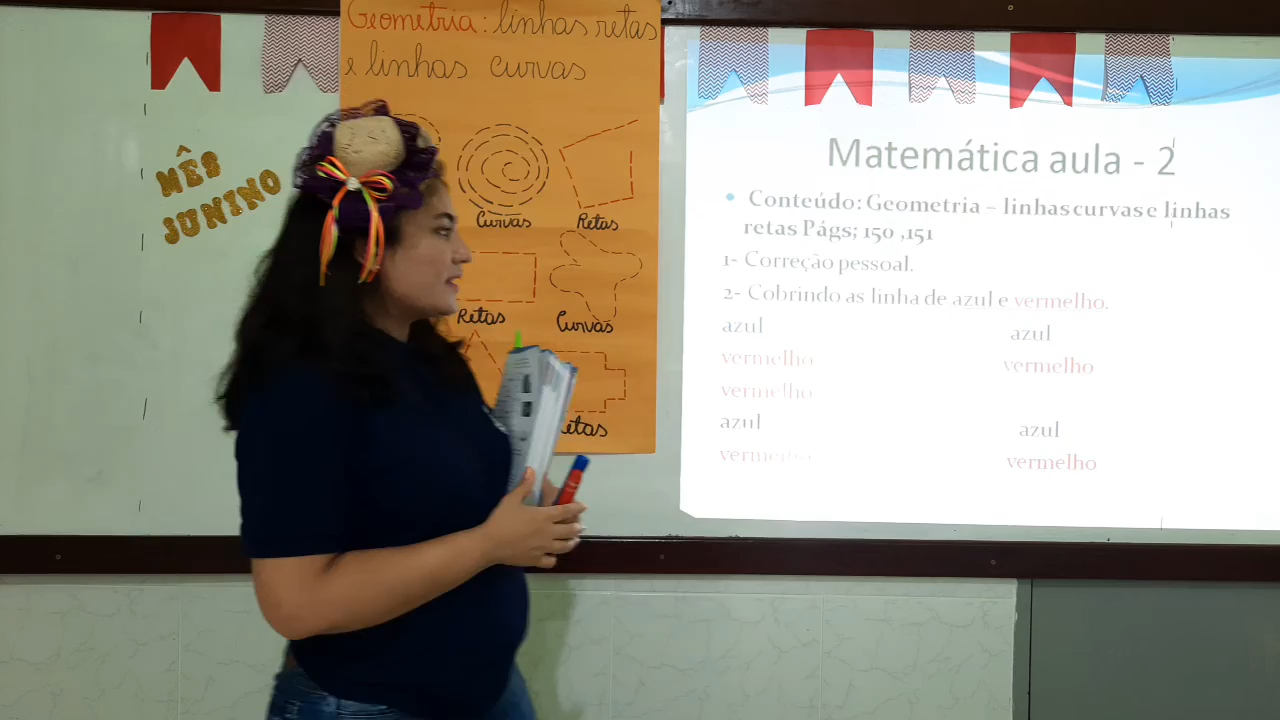 Geometria: linhas retas
e linhas curvas
MÊS
JUNINO
Curvas
Retas
Retas
Curvas
etas
Matemática aula - 2
• Conteúdo: Geometria – linhas curvas e linhas
retas Págs; 150 ,151
1- Correção pessoal.
2- Cobrindo as linha de azul e vermelho.
azul azul
vermelho vermelho
vermelho
azul azul
vermelho vermelho